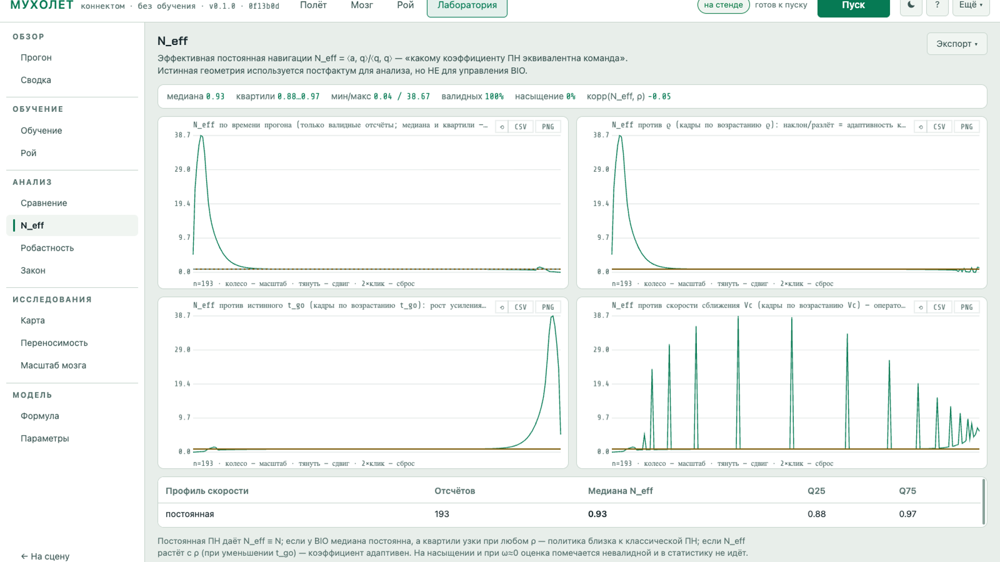 МУХОЛЕТ коннектом · без обучения · v0.1.0 · 0f13b0d Полёт Мозг Рой Лаборатория на стенде готов к пуску Пуск ? Ещё ▾
ОБЗОР
Прогон
Сводка
ОБУЧЕНИЕ
Обучение
Рой
АНАЛИЗ
Сравнение
N_eff
Робастность
Закон
ИССЛЕДОВАНИЯ
Карта
Переносимость
Масштаб мозга
МОДЕЛЬ
Формула
Параметры
← На сцену
N_eff
Экспорт ▾
Эффективная постоянная навигации N_eff = ⟨a, q⟩/⟨q, q⟩ — «какому коэффициенту ПН эквивалентна команда».
Истинная геометрия используется постфактум для анализа, но НЕ для управления BIO.
медиана 0.93 квартили 0.88…0.97 мин/макс 0.04 / 38.67 валидных 100% насыщение 0% корр(N_eff, ρ) -0.05
N_eff по времени прогона (только валидные отсчёты; медиана и квартили —… ⟲ CSV PNG
38.7
29.0
19.4
9.7
0.0
n=193 · колесо — масштаб · тянуть — сдвиг · 2×клик — сброс
N_eff против ϱ (кадры по возрастанию ϱ): наклон/разлёт = адаптивность к… ⟲ CSV PNG
38.7
29.0
19.4
9.7
0.0
n=193 · колесо — масштаб · тянуть — сдвиг · 2×клик — сброс
N_eff против истинного t_go (кадры по возрастанию t_go): рост усиления… ⟲ CSV PNG
38.7
29.0
19.4
9.7
0.0
n=193 · колесо — масштаб · тянуть — сдвиг · 2×клик — сброс
N_eff против скорости сближения Vc (кадры по возрастанию Vc) — операто… ⟲ CSV PNG
38.7
29.0
19.4
9.7
0.0
n=193 · колесо — масштаб · тянуть — сдвиг · 2×клик — сброс
Профиль скорости Отсчётов Медиана N_eff Q25 Q75
постоянная 193 0.93 0.88 0.97
Постоянная ПН даёт N_eff ≡ N; если у BIO медиана постоянна, а квартили узки при любом ρ — политика близка к классической ПН; если N_eff
растёт с ρ (при уменьшении t_go) — коэффициент адаптивен. На насыщении и при ω≈0 оценка помечается невалидной и в статистику не идёт.